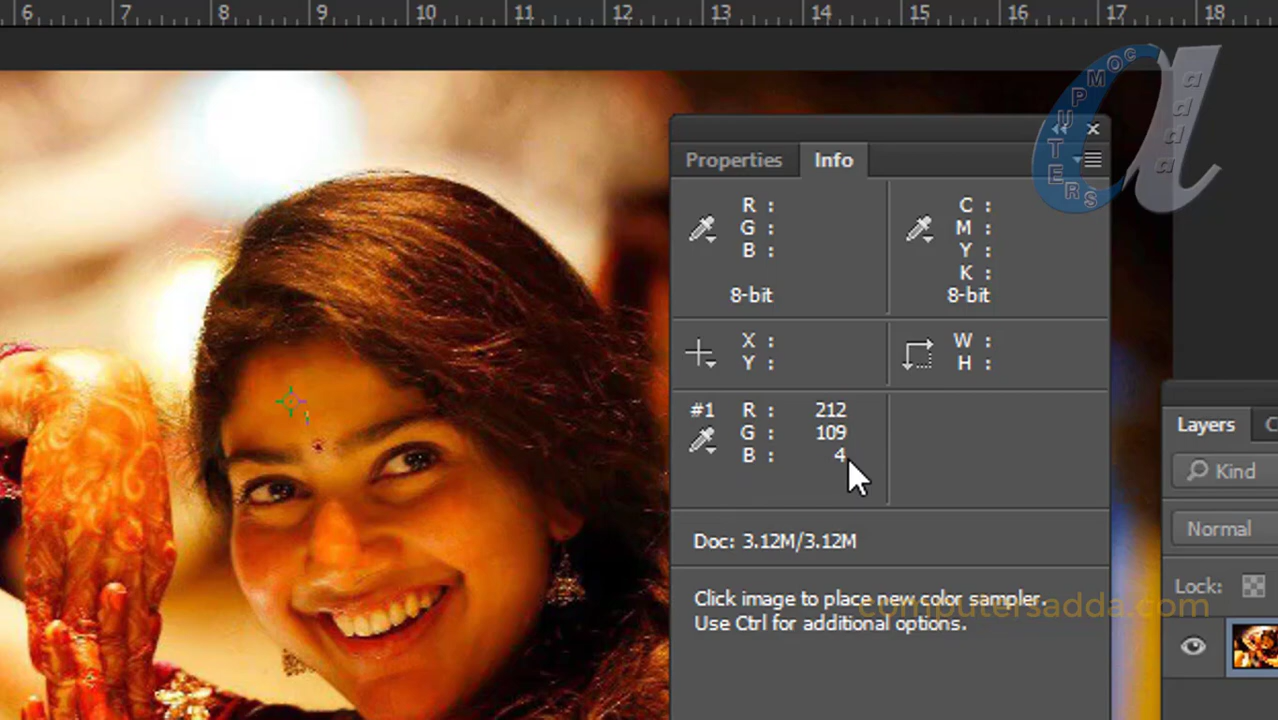 6 7 8 9 10 11 12 13 14 15 16 17 18
COMPUTERS
adda
Properties Info
R : C :
G : M :
B : Y :
K :
8-bit 8-bit
X : W :
Y : H :
#1 R : 212
G : 109
B : 4
Layers C
Kind
Normal
Doc: 3.12M/3.12M
Lock:
Click image to place new color sampler.
computersadda.com
Use Ctrl for additional options.